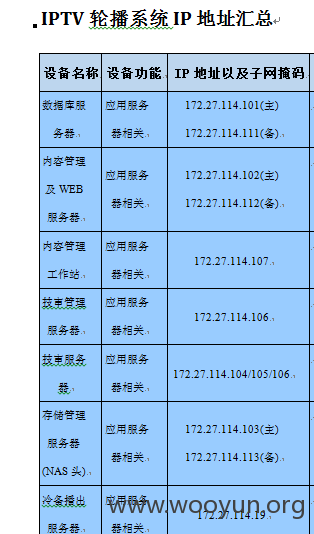 IPTV 轮播系统 IP 地址汇总
设备名称 设备功能 IP 地址以及子网掩码
数据库服务器 应用服务器相关 172.27.114.101(主)
172.27.114.111(备)
内容管理及 WEB 服务器 应用服务器相关 172.27.114.102(主)
172.27.114.112(备)
内容管理工作站 应用服务器相关 172.27.114.107
技审管理服务器 应用服务器相关 172.27.114.106
技审服务器 应用服务器相关 172.27.114.104/105/106
存储管理服务器(NAS 头) 应用服务器相关 172.27.114.103(主)
172.27.114.113(备)
冷备播出服务器 应用服务器相关 172.27.114.19
www.wooyun.org